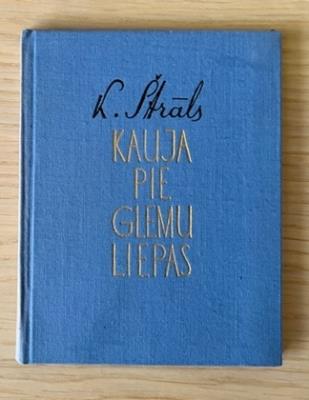 K. Štrāls
KAUJA
PIE
GLEMU
LIEPAS